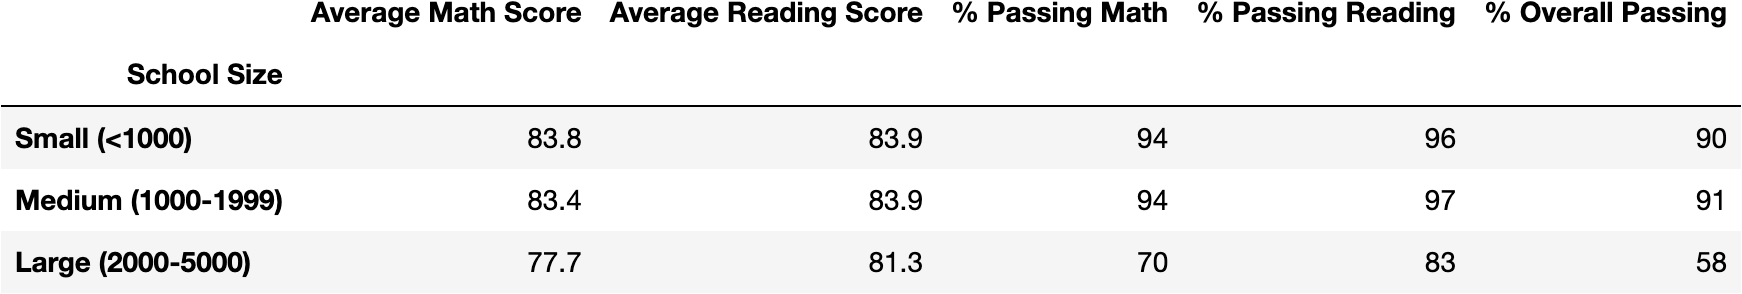 Average Math Score Average Reading Score % Passing Math % Passing Reading % Overall Passing
School Size
Small (<1000) 83.8 83.9 94 96 90
Medium (1000-1999) 83.4 83.9 94 97 91
Large (2000-5000) 77.7 81.3 70 83 58